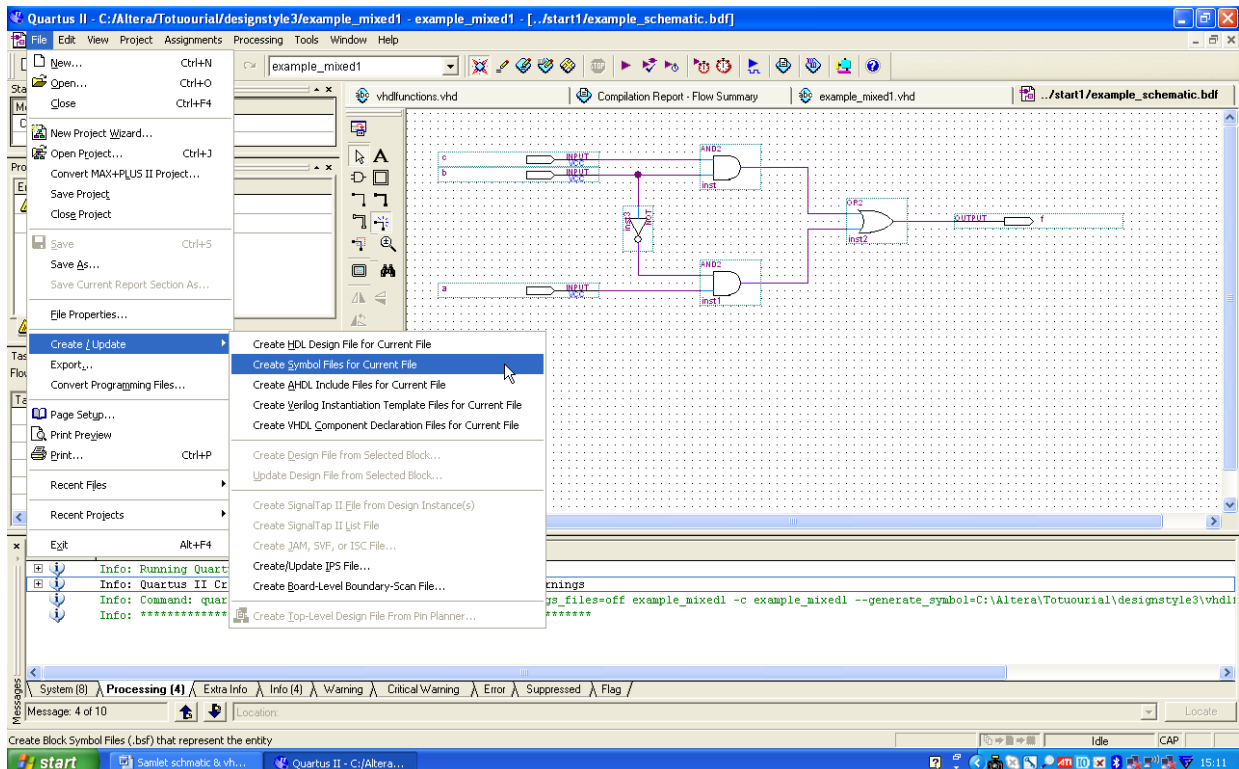 Quartus II - C:/Altera/Totuourial/designstyle3/example_mixed1 - example_mixed1 - [../start1/example_schematic.bdf]
File Edit View Project Assignments Processing Tools Window Help
New... Ctrl+N
Open... Ctrl+O
Close Ctrl+F4
New Project Wizard...
Open Project... Ctrl+J
Convert MAX+PLUS II Project...
Save Project
Close Project
Save Ctrl+S
Save As...
Save Current Report Section As...
File Properties...
Create / Update
Export...
Convert Programming Files...
Page Setup...
Print Preview
Print... Ctrl+P
Recent Files
Recent Projects
Exit Alt+F4
Create HDL Design File for Current File
Create Symbol Files for Current File
Create AHDL Include Files for Current File
Create Verilog Instantiation Template Files for Current File
Create VHDL Component Declaration Files for Current File
Create Design File from Selected Block...
Update Design File from Selected Block...
Create SignalTap II File from Design Instance(s)
Create SignalTap II List File
Create JAM, SVF, or ISC File...
Create/Update IPS File...
Create Board-Level Boundary-Scan File...
Create Top-Level Design File From Pin Planner...
example_mixed1
vhdlfunctions.vhd
Compilation Report - Flow Summary
example_mixed1.vhd
../start1/example_schematic.bdf
c INPUT VCC
b INPUT VCC
a INPUT VCC
AND2
inst
NOT
inst3
AND2
inst1
OR2
inst2
OUTPUT f
Info: Running Quart
Info: Quartus II Cr rnings
Info: Command: quar gs_files=off example_mixed1 -c example_mixed1 --generate_symbol=C:\Altera\Totuourial\designstyle3\vhdl
Info: ************* ******
System (8) Processing (4) Extra Info Info (4) Warning Critical Warning Error Suppressed Flag
Messages
Message: 4 of 10 Location: Locate
Create Block Symbol Files (.bsf) that represent the entity Idle CAP
start Samlet schmatic & vh... Quartus II - C:/Altera... 15:11